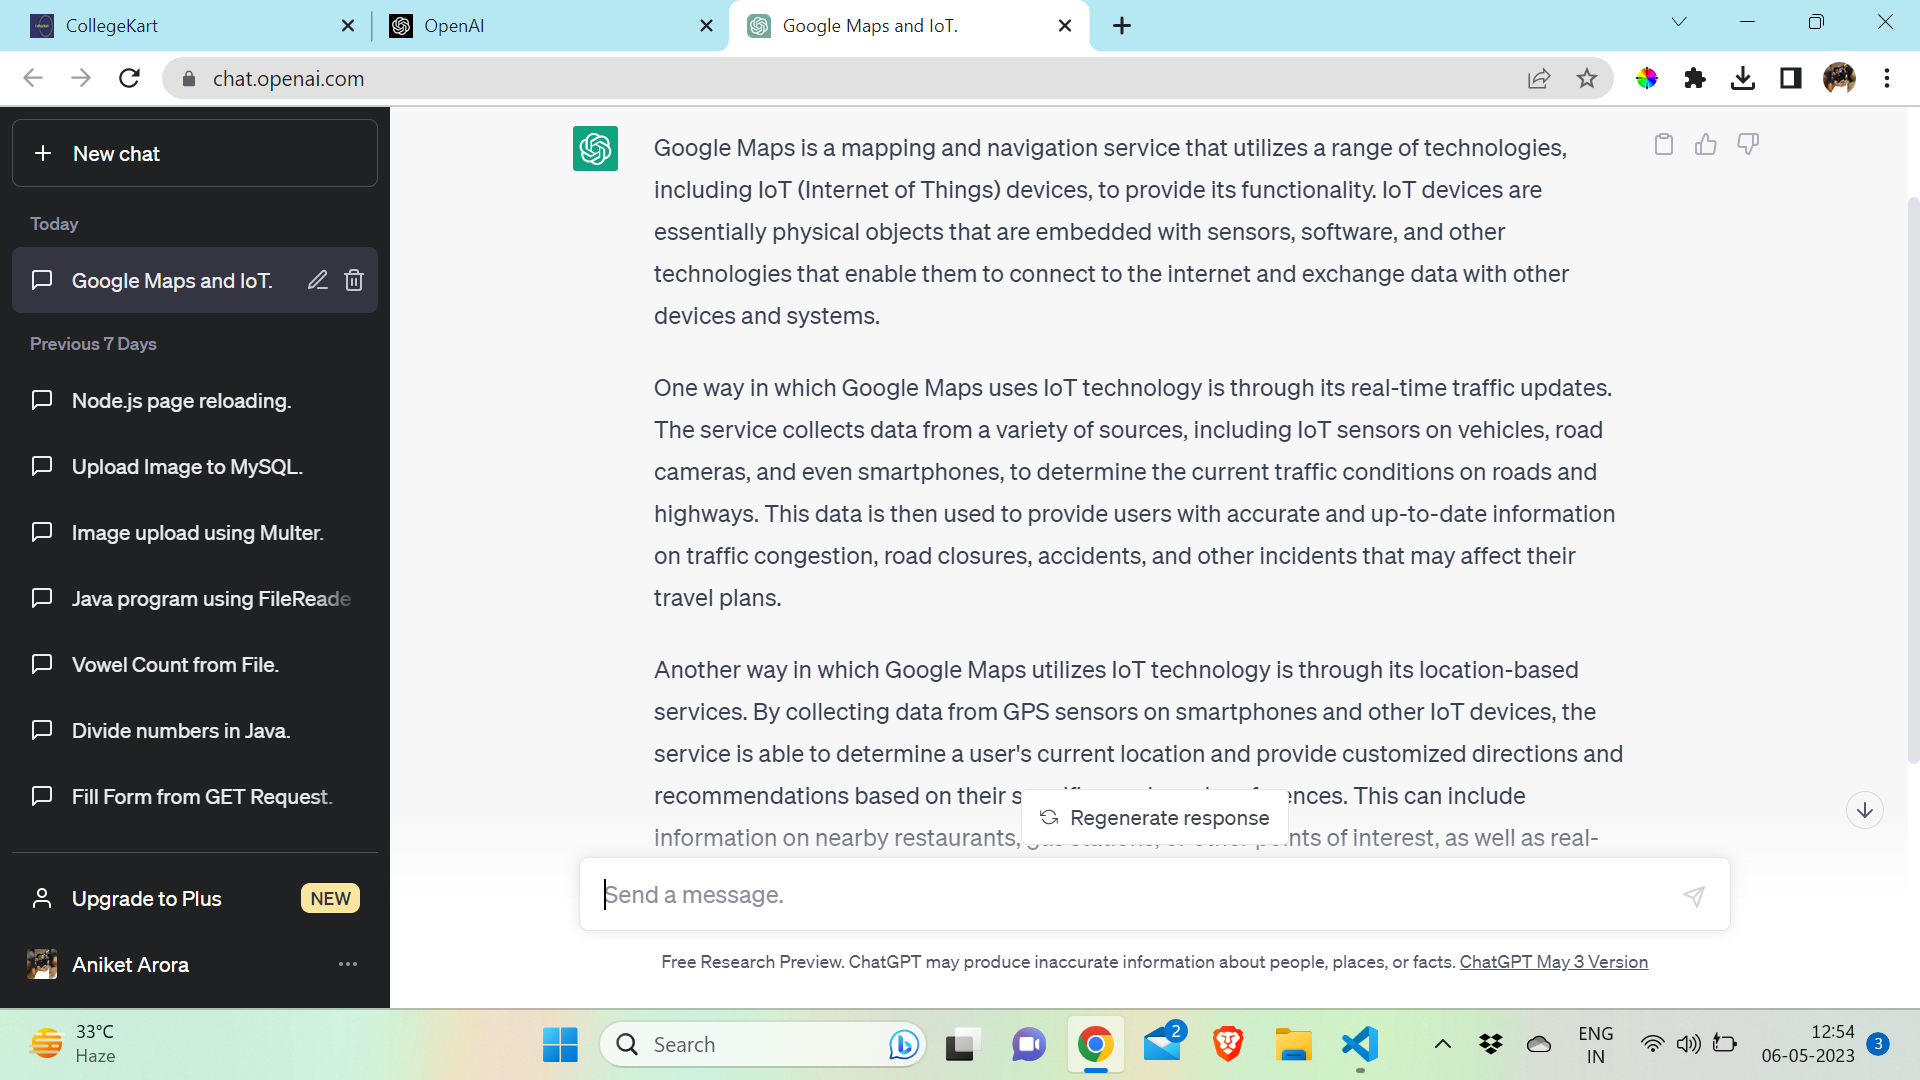 CollegeKart
OpenAI
Google Maps and IoT.
chat.openai.com
New chat
Today
Google Maps and IoT.
Previous 7 Days
Node.js page reloading.
Upload Image to MySQL.
Image upload using Multer.
Java program using FileReade
Vowel Count from File.
Divide numbers in Java.
Fill Form from GET Request.
Upgrade to Plus NEW
Aniket Arora
Google Maps is a mapping and navigation service that utilizes a range of technologies,
including IoT (Internet of Things) devices, to provide its functionality. IoT devices are
essentially physical objects that are embedded with sensors, software, and other
technologies that enable them to connect to the internet and exchange data with other
devices and systems.
One way in which Google Maps uses IoT technology is through its real-time traffic updates.
The service collects data from a variety of sources, including IoT sensors on vehicles, road
cameras, and even smartphones, to determine the current traffic conditions on roads and
highways. This data is then used to provide users with accurate and up-to-date information
on traffic congestion, road closures, accidents, and other incidents that may affect their
travel plans.
Another way in which Google Maps utilizes IoT technology is through its location-based
services. By collecting data from GPS sensors on smartphones and other IoT devices, the
service is able to determine a user's current location and provide customized directions and
recommendations based on their This can include
information on nearby restaurants, of interest, as well as real-
Regenerate response
Send a message.
Free Research Preview. ChatGPT may produce inaccurate information about people, places, or facts. ChatGPT May 3 Version
33°C
Haze
Search
2
ENG
IN
12:54
06-05-2023
3